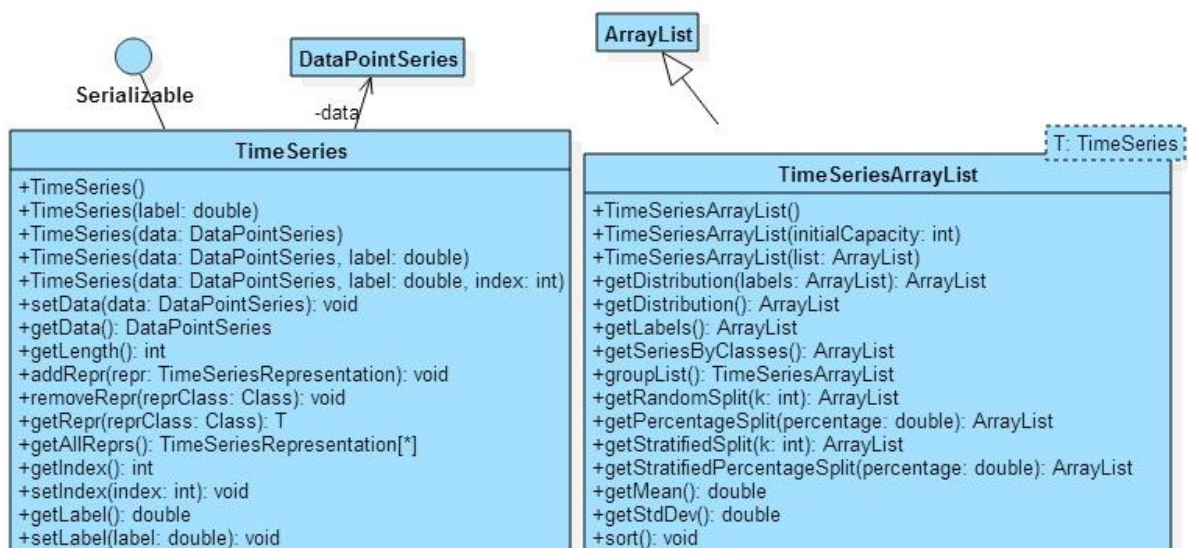 Serializable
DataPointSeries
-data
TimeSeries
+TimeSeries()
+TimeSeries(label: double)
+TimeSeries(data: DataPointSeries)
+TimeSeries(data: DataPointSeries, label: double)
+TimeSeries(data: DataPointSeries, label: double, index: int)
+setData(data: DataPointSeries): void
+getData(): DataPointSeries
+getLength(): int
+addRepr(repr: TimeSeriesRepresentation): void
+removeRepr(reprClass: Class): void
+getRepr(reprClass: Class): T
+getAllReprs(): TimeSeriesRepresentation[*]
+getIndex(): int
+setIndex(index: int): void
+getLabel(): double
+setLabel(label: double): void
ArrayList
T: TimeSeries
TimeSeriesArrayList
+TimeSeriesArrayList()
+TimeSeriesArrayList(initialCapacity: int)
+TimeSeriesArrayList(list: ArrayList)
+getDistribution(labels: ArrayList): ArrayList
+getDistribution(): ArrayList
+getLabels(): ArrayList
+getSeriesByClasses(): ArrayList
+groupList(): TimeSeriesArrayList
+getRandomSplit(k: int): ArrayList
+getPercentageSplit(percentage: double): ArrayList
+getStratifiedSplit(k: int): ArrayList
+getStratifiedPercentageSplit(percentage: double): ArrayList
+getMean(): double
+getStdDev(): double
+sort(): void